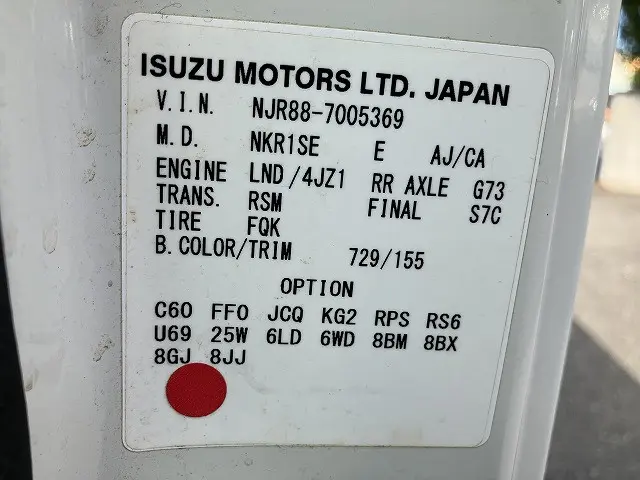 ISUZU MOTORS LTD. JAPAN
V.I.N. NJR88-7005369
M.D. NKR1SE E AJ/CA
ENGINE LND/4JZ1 RR AXLE G73
TRANS. RSM FINAL S7C
TIRE FQK
B.COLOR/TRIM 729/155
OPTION
C60 FF0 JCQ KG2 RPS RS6
U69 25W 6LD 6WD 8BM 8BX
8GJ 8JJ